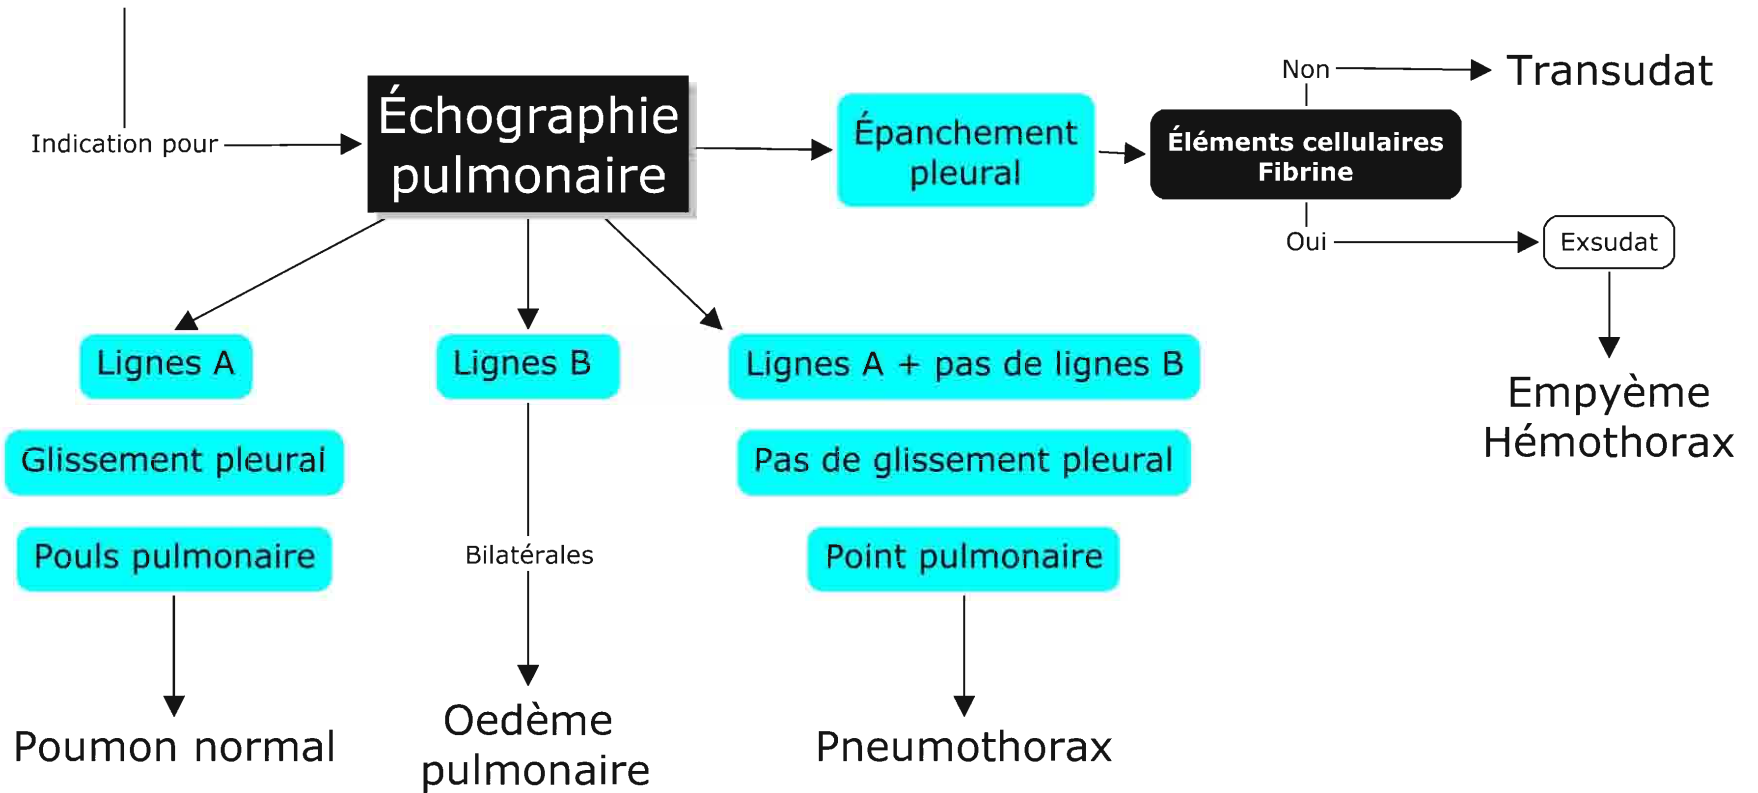 Indication pour
Échographie
pulmonaire
Épanchement
pleural
Éléments cellulaires
Fibrine
Non
Transudat
Oui
Exsudat
Empyème
Hémothorax
Lignes A
Glissement pleural
Pouls pulmonaire
Poumon normal
Lignes B
Bilatérales
Oedème
pulmonaire
Lignes A + pas de lignes B
Pas de glissement pleural
Point pulmonaire
Pneumothorax